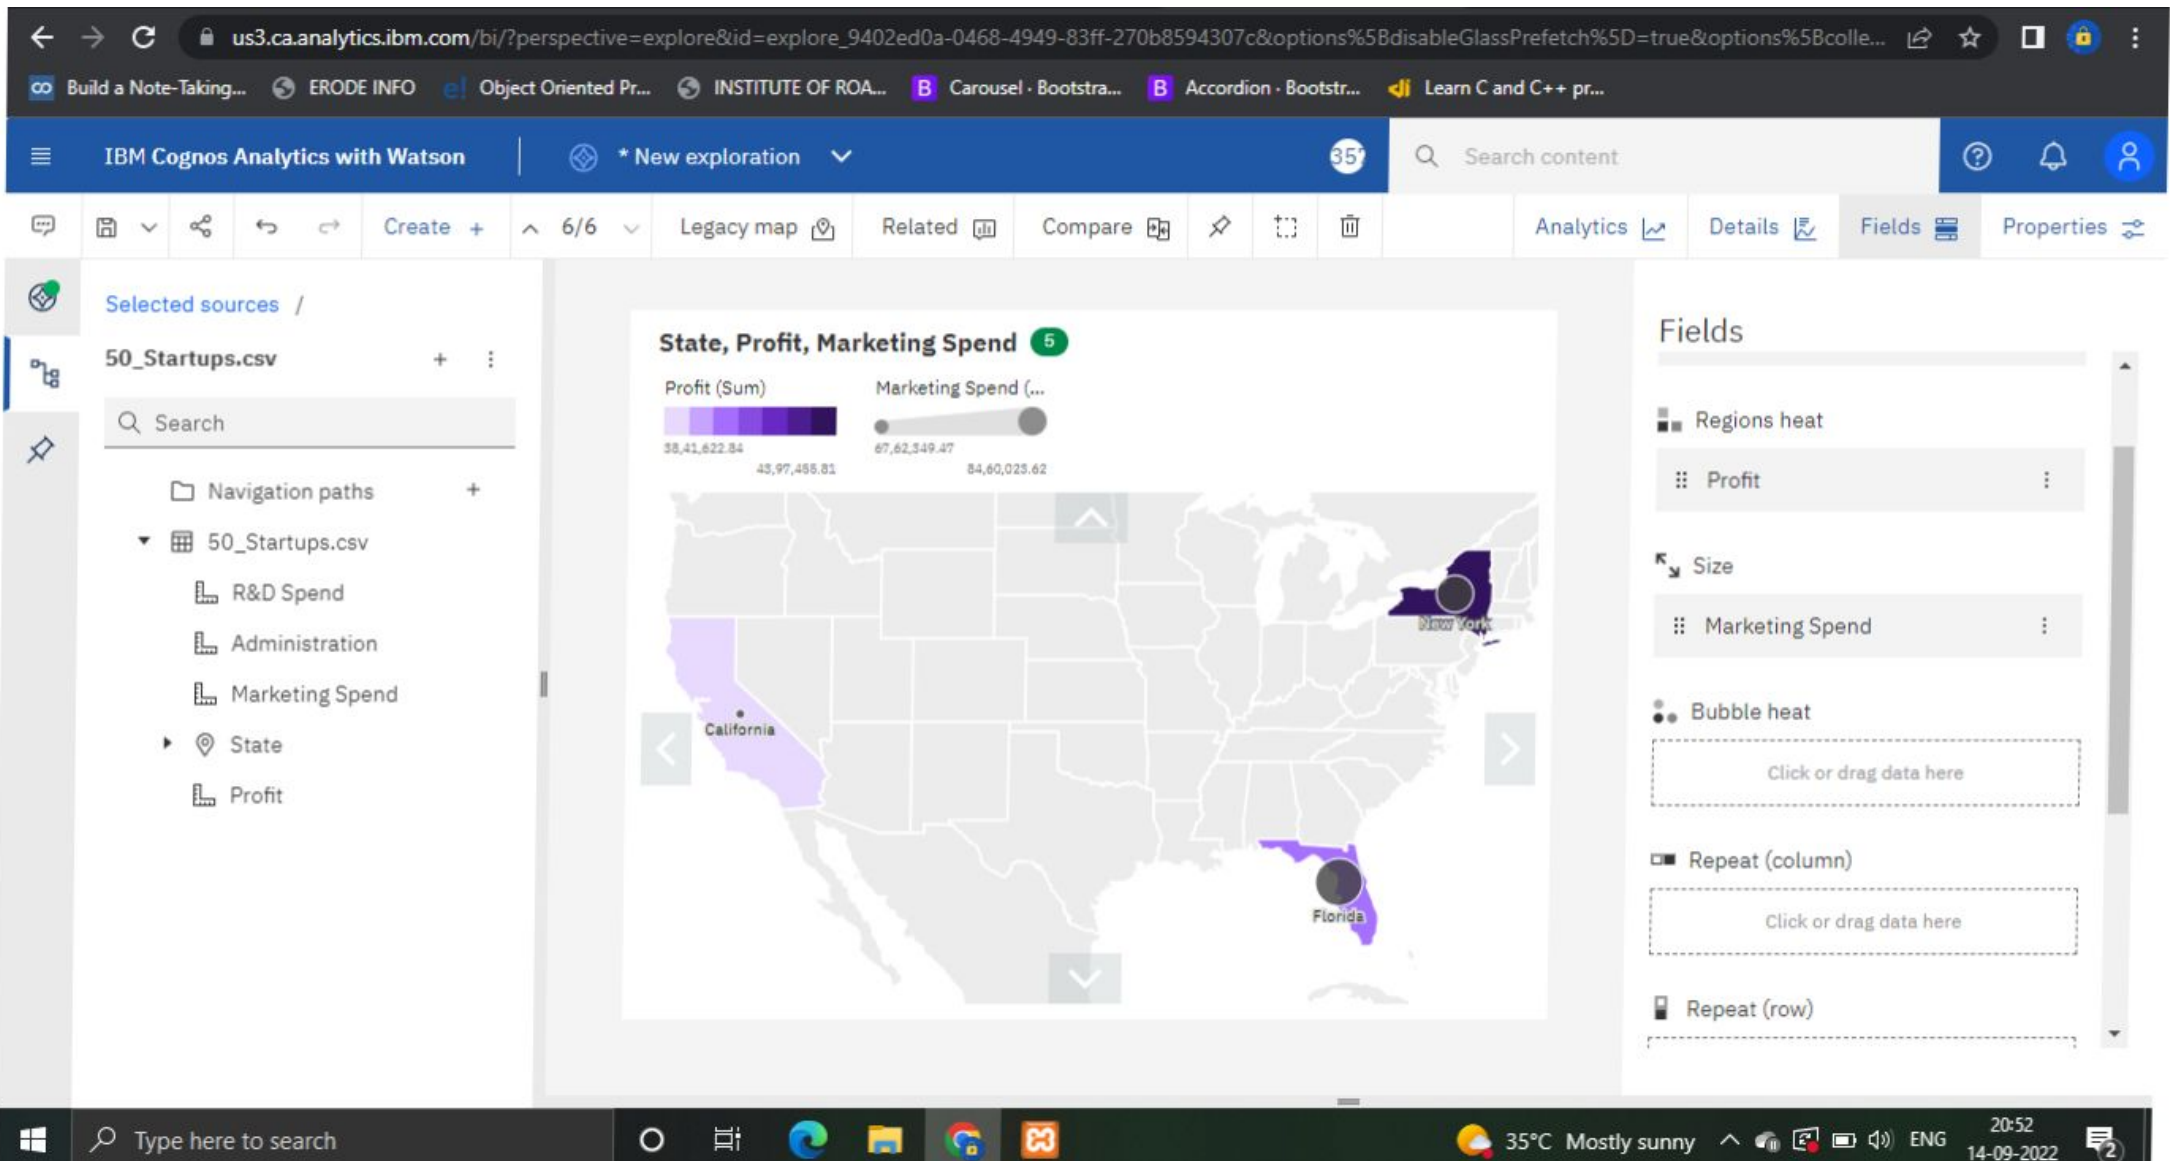 us3.ca.analytics.ibm.com/bi/?perspective=explore&id=explore_9402ed0a-0468-4949-83ff-270b8594307c&options%5BdisableGlassPrefetch%5D=true&options%5Bcolle...
Build a Note-Taking... ERODE INFO Object Oriented Pr... INSTITUTE OF ROA... Carousel · Bootstra... Accordion · Bootstr... Learn C and C++ pr...
IBM Cognos Analytics with Watson * New exploration 35 Search content
Create + 6/6 Legacy map Related Compare Analytics Details Fields Properties
Selected sources /
50_Startups.csv
Search
Navigation paths
50_Startups.csv
R&D Spend
Administration
Marketing Spend
State
Profit
State, Profit, Marketing Spend 5
Profit (Sum) Marketing Spend (...
38,41,622.84 67,62,349.47
43,97,455.81 84,60,023.62
New York
California
Florida
Fields
Regions heat
Profit
Size
Marketing Spend
Bubble heat
Click or drag data here
Repeat (column)
Click or drag data here
Repeat (row)
Type here to search
35°C Mostly sunny ENG 20:52
14-09-2022 2